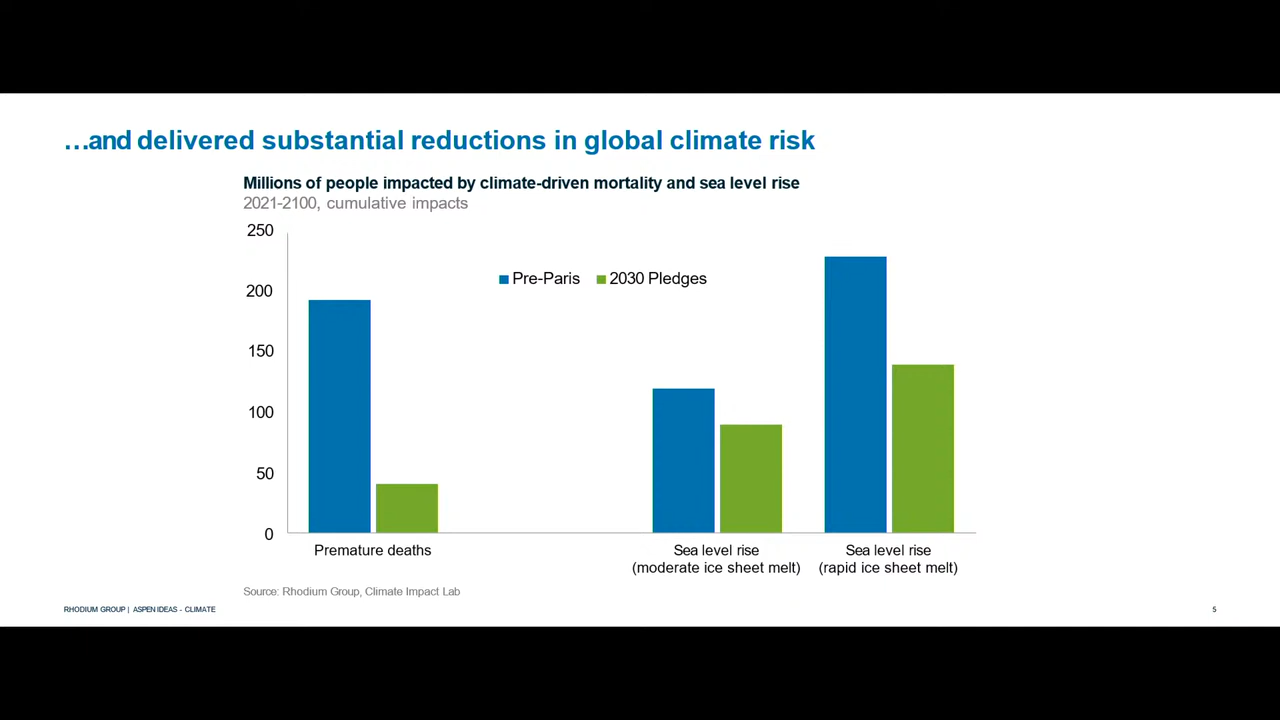 …and delivered substantial reductions in global climate risk
Millions of people impacted by climate-driven mortality and sea level rise
2021-2100, cumulative impacts
250
200
150
100
50
0
Pre-Paris
2030 Pledges
Premature deaths
Sea level rise
(moderate ice sheet melt)
Sea level rise
(rapid ice sheet melt)
Source: Rhodium Group, Climate Impact Lab
RHODIUM GROUP | ASPEN IDEAS - CLIMATE
5